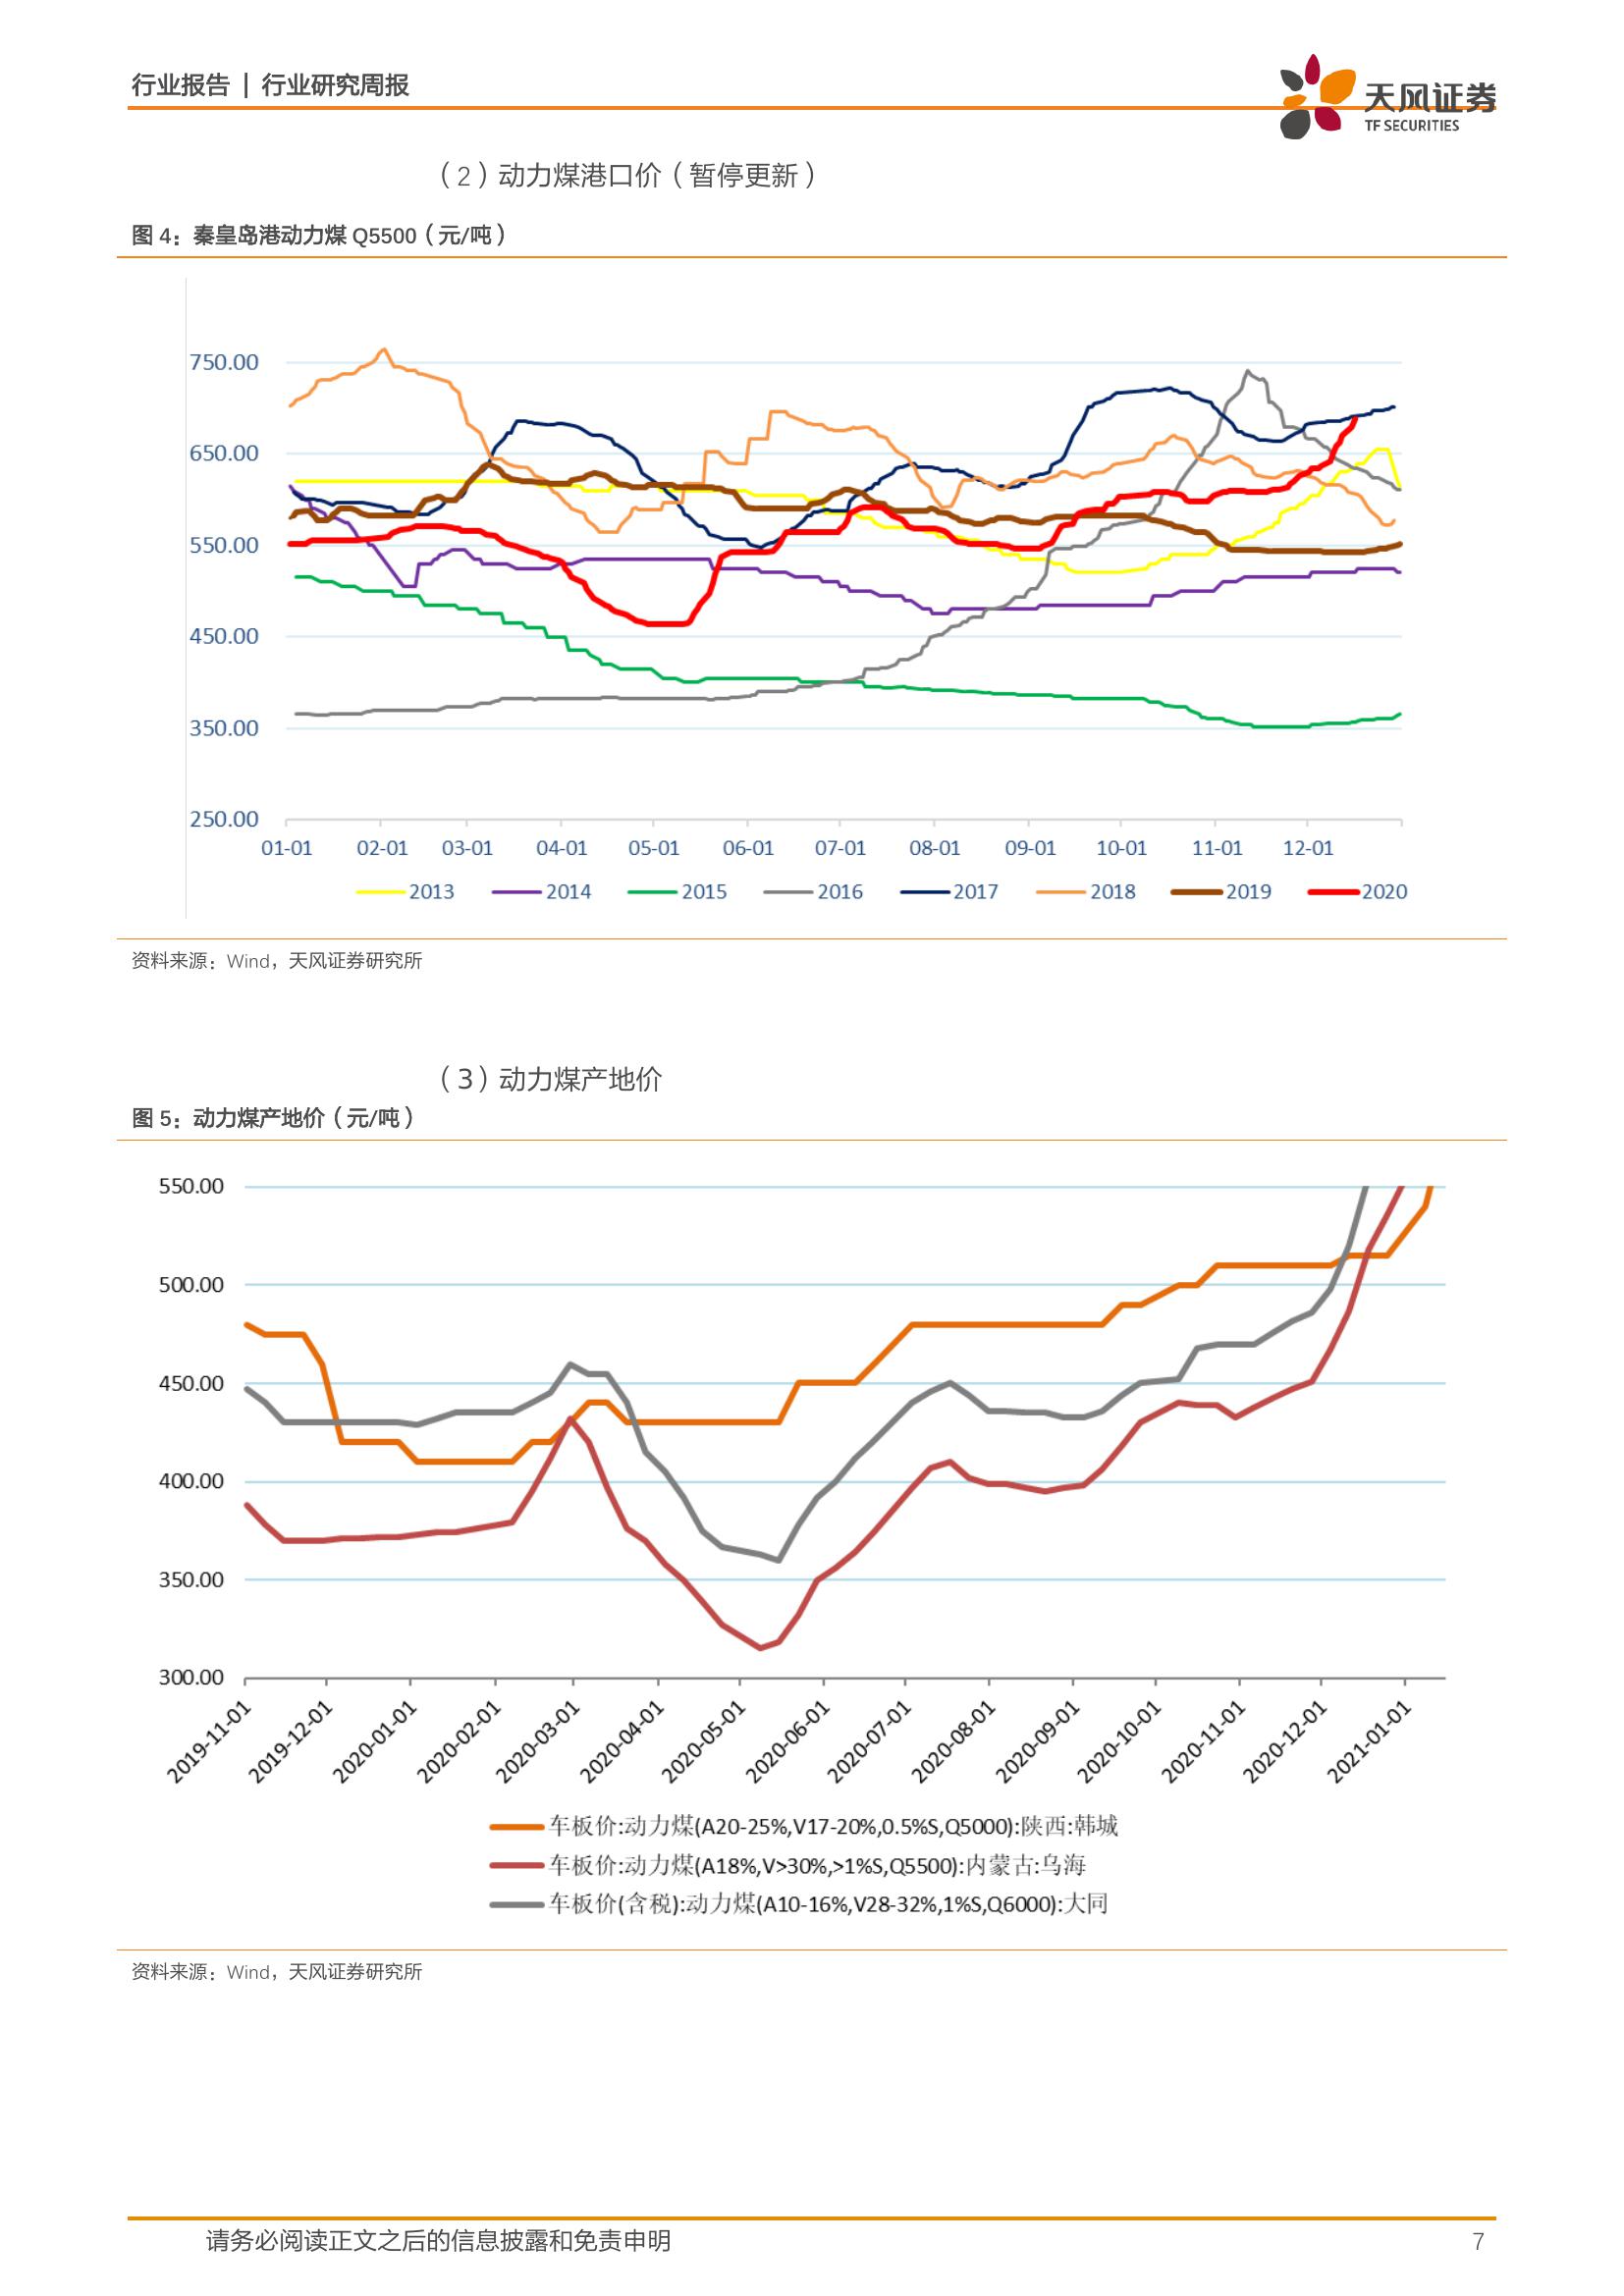 行业报告 | 行业研究周报
天风证券
TF SECURITIES
（2）动力煤港口价（暂停更新）
图 4：秦皇岛港动力煤 Q5500（元/吨）
750.00
650.00
550.00
450.00
350.00
250.00
01-01 02-01 03-01 04-01 05-01 06-01 07-01 08-01 09-01 10-01 11-01 12-01
2013 2014 2015 2016 2017 2018 2019 2020
资料来源：Wind，天风证券研究所
（3）动力煤产地价
图 5：动力煤产地价（元/吨）
550.00
500.00
450.00
400.00
350.00
300.00
2019-11-01 2019-12-01 2020-01-01 2020-02-01 2020-03-01 2020-04-01 2020-05-01 2020-06-01 2020-07-01 2020-08-01 2020-09-01 2020-10-01 2020-11-01 2020-12-01 2021-01-01
车板价:动力煤(A20-25%,V17-20%,0.5%S,Q5000):陕西:韩城
车板价:动力煤(A18%,V>30%,>1%S,Q5500):内蒙古:乌海
车板价(含税):动力煤(A10-16%,V28-32%,1%S,Q6000):大同
资料来源：Wind，天风证券研究所
请务必阅读正文之后的信息披露和免责申明 7